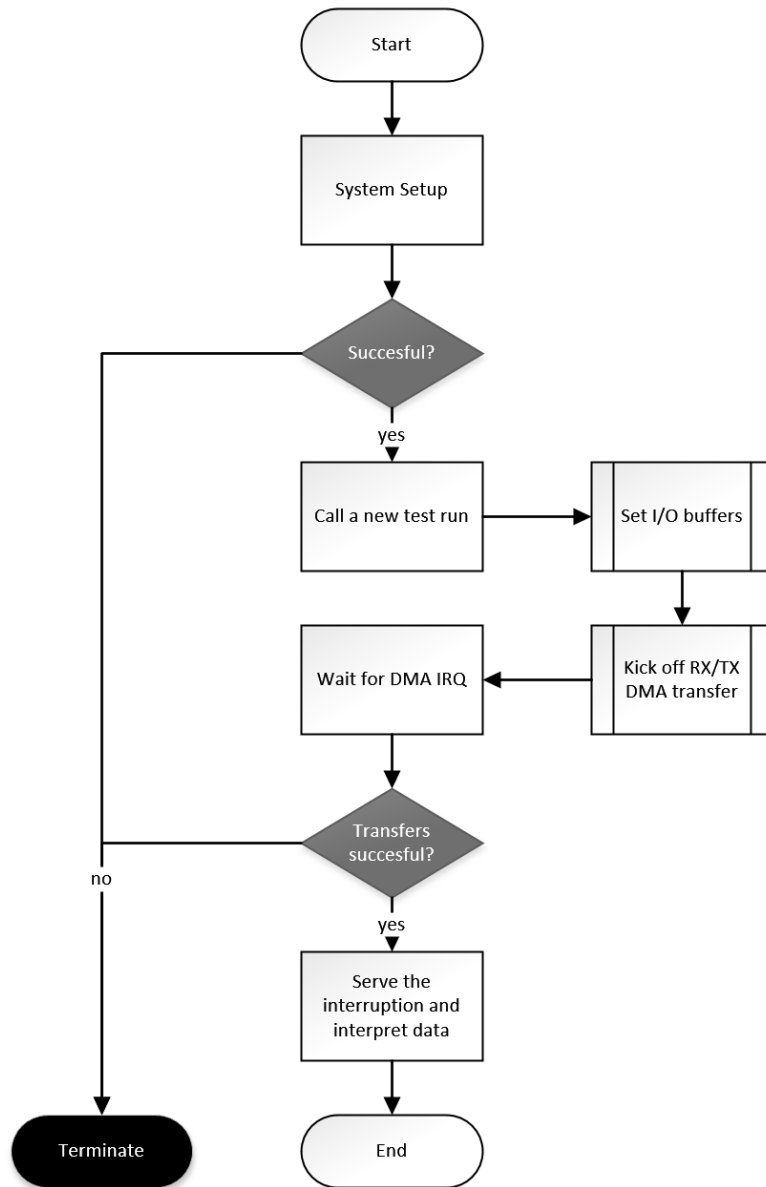 Start
System Setup
Succesful?
yes
Call a new test run
Set I/O buffers
Wait for DMA IRQ
Kick off RX/TX
DMA transfer
Transfers
succesful?
no
yes
Serve the
interruption and
interpret data
Terminate
End